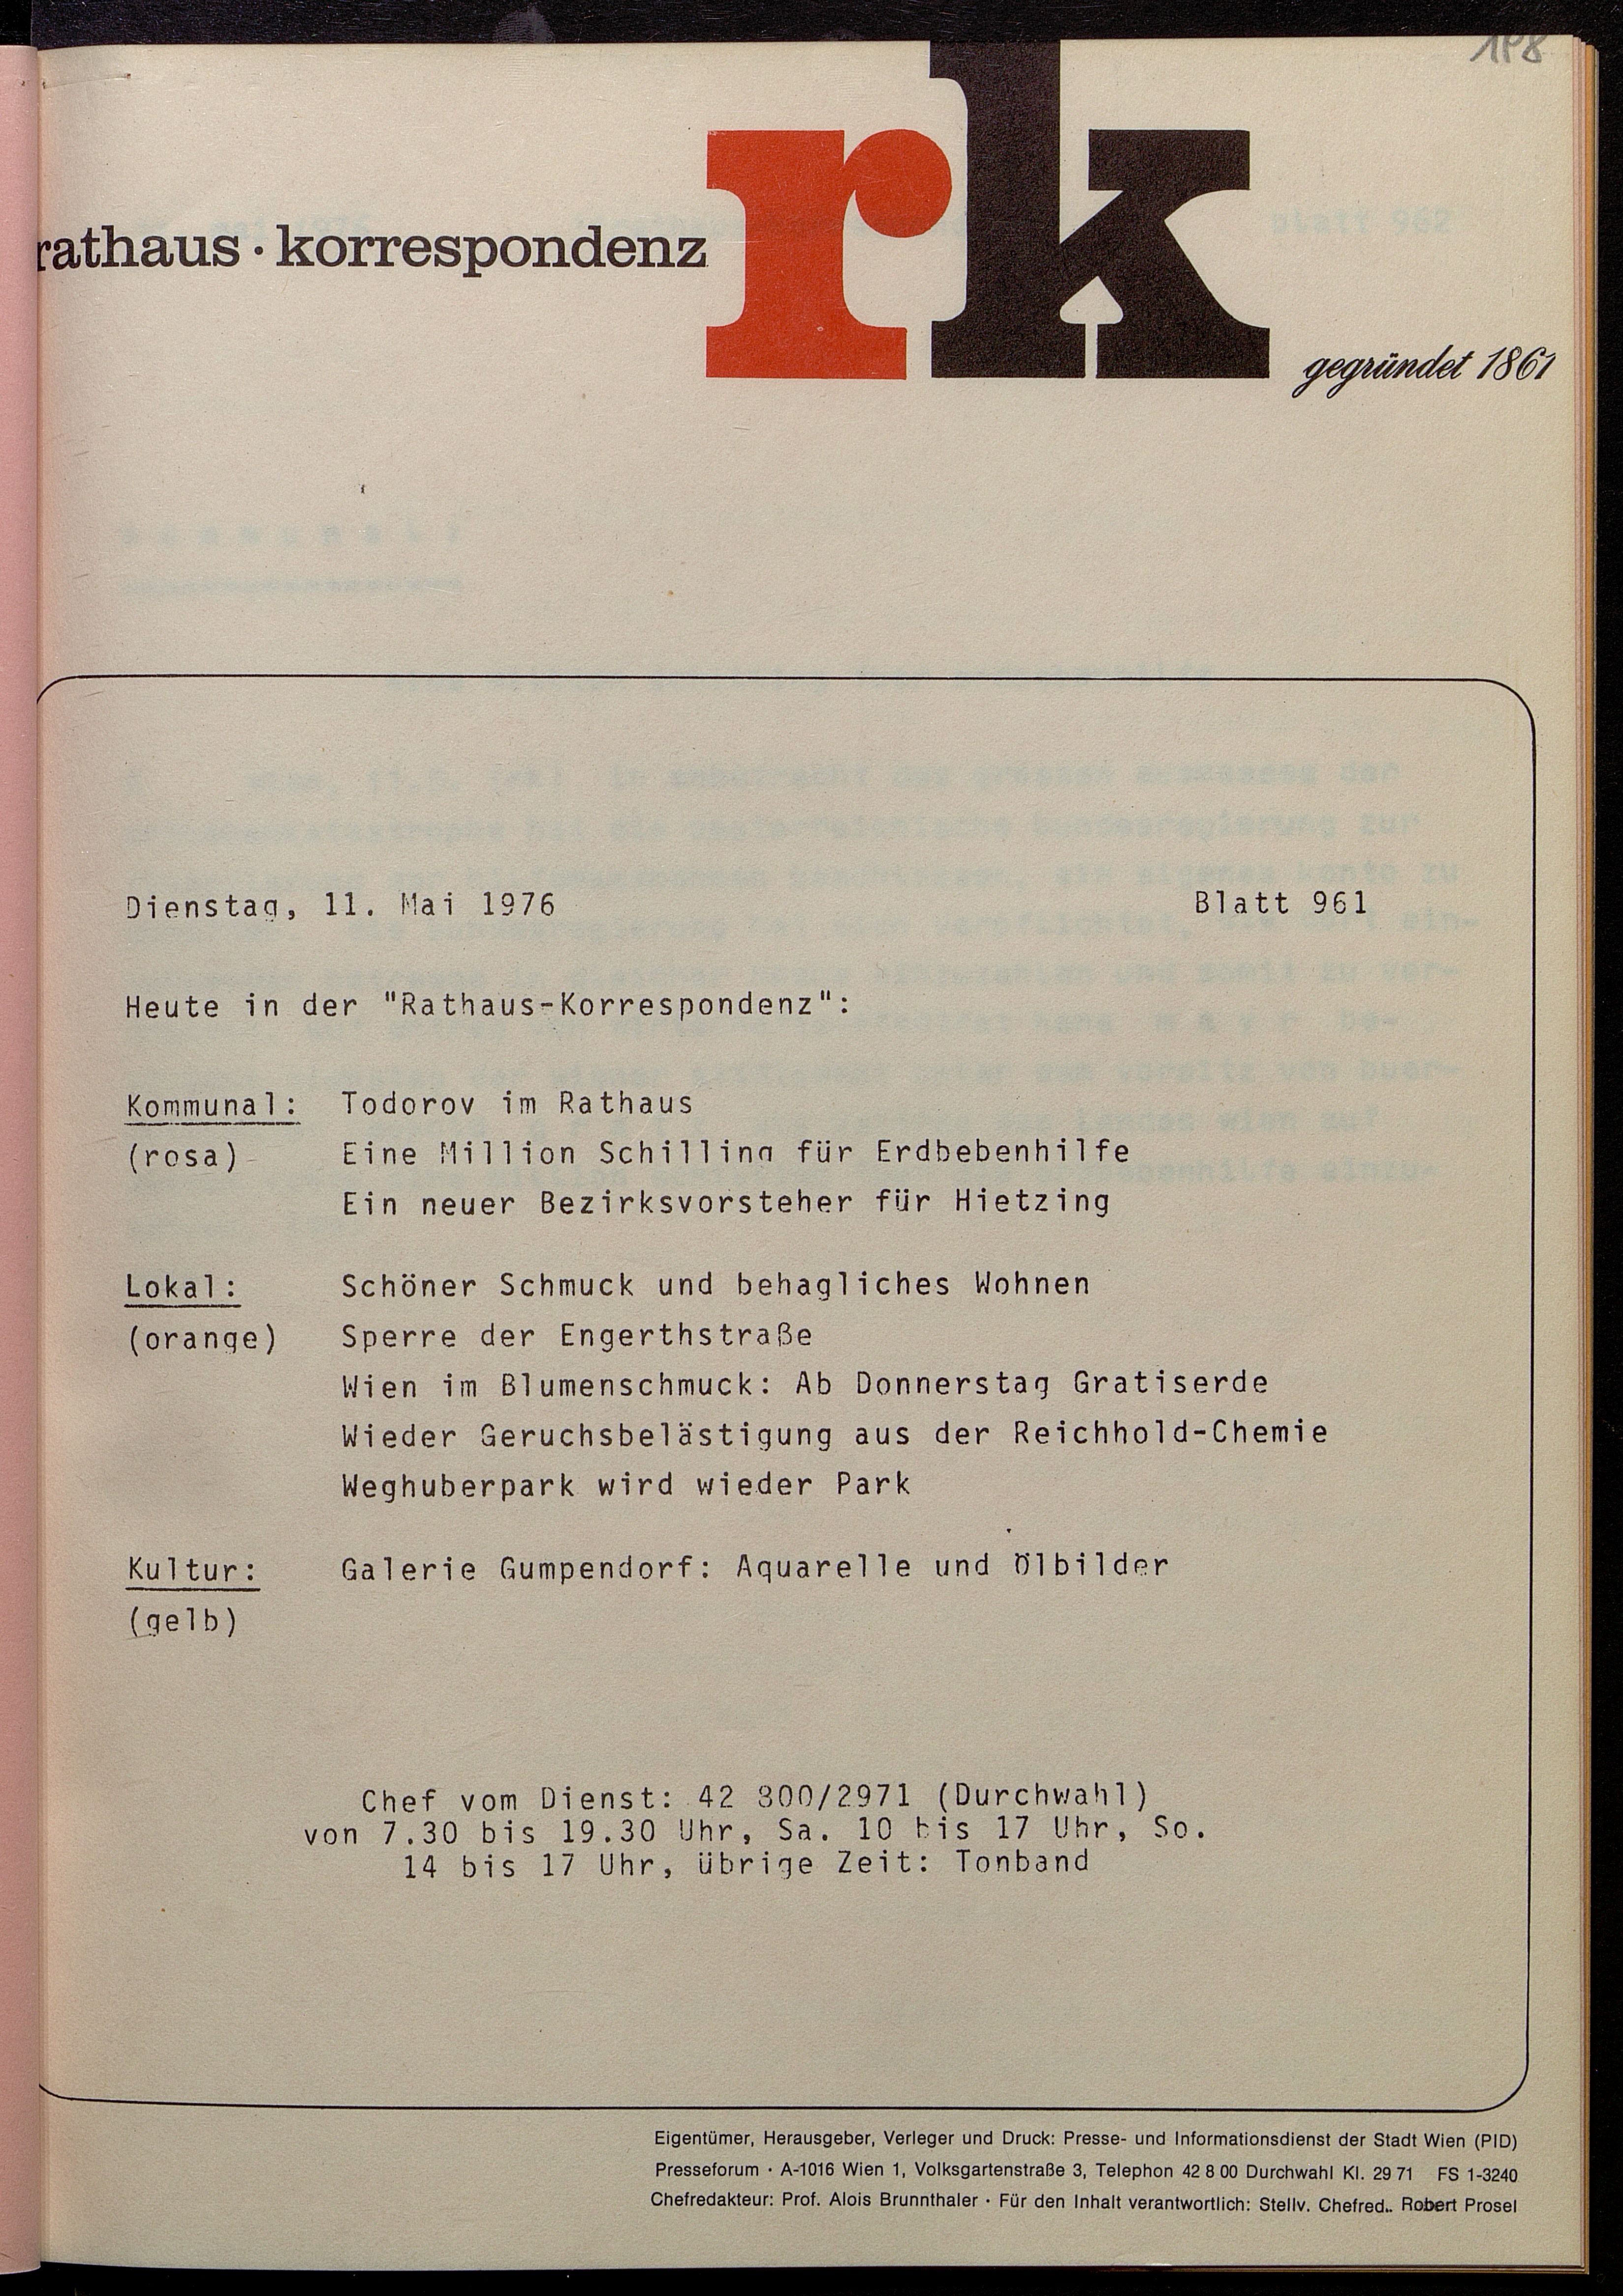 rathaus · korrespondenz
rk
gegründet 1861
Dienstag, 11. Mai 1976 Blatt 961
Heute in der "Rathaus-Korrespondenz":
Kommunal: Todorov im Rathaus
(rosa) Eine Million Schilling für Erdbebenhilfe
Ein neuer Bezirksvorsteher für Hietzing
Lokal: Schöner Schmuck und behagliches Wohnen
(orange) Sperre der Engerthstraße
Wien im Blumenschmuck: Ab Donnerstag Gratiserde
Wieder Geruchsbelästigung aus der Reichhold-Chemie
Weghuberpark wird wieder Park
Kultur: Galerie Gumpendorf: Aquarelle und Ölbilder
(gelb)
Chef vom Dienst: 42 800/2971 (Durchwahl)
von 7.30 bis 19.30 Uhr, Sa. 10 bis 17 Uhr, So.
14 bis 17 Uhr, übrige Zeit: Tonband
Eigentümer, Herausgeber, Verleger und Druck: Presse- und Informationsdienst der Stadt Wien (PID)
Presseforum · A-1016 Wien 1, Volksgartenstraße 3, Telephon 42 8 00 Durchwahl Kl. 29 71 FS 1-3240
Chefredakteur: Prof. Alois Brunnthaler · Für den Inhalt verantwortlich: Stellv. Chefred.. Robert Prosel